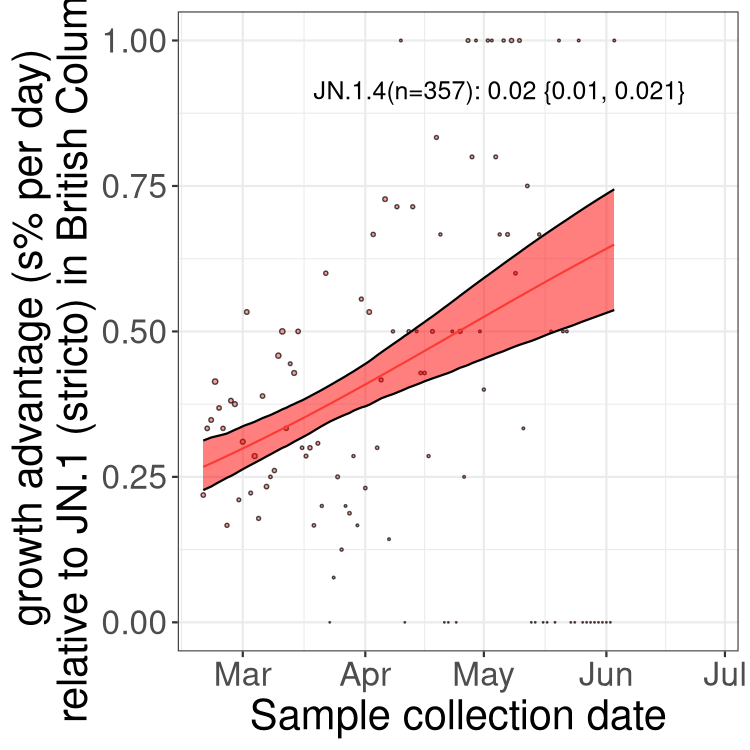 growth advantage (s% per day)
relative to JN.1 (stricto) in British Colum
1.00
0.75
0.50
0.25
0.00
JN.1.4(n=357): 0.02 {0.01, 0.021}
Mar Apr May Jun Jul
Sample collection date